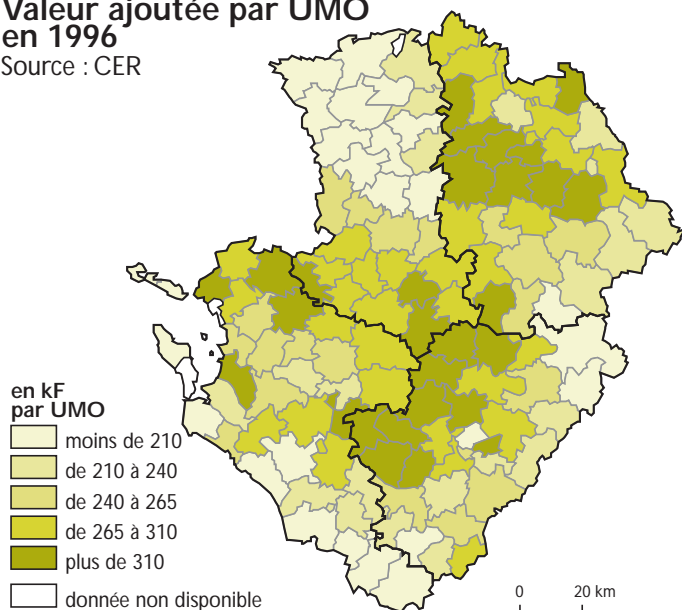 Valeur ajoutée par UMO
en 1996
Source : CER
en kF
par UMO
moins de 210
de 210 à 240
de 240 à 265
de 265 à 310
plus de 310
donnée non disponible
0 20 km